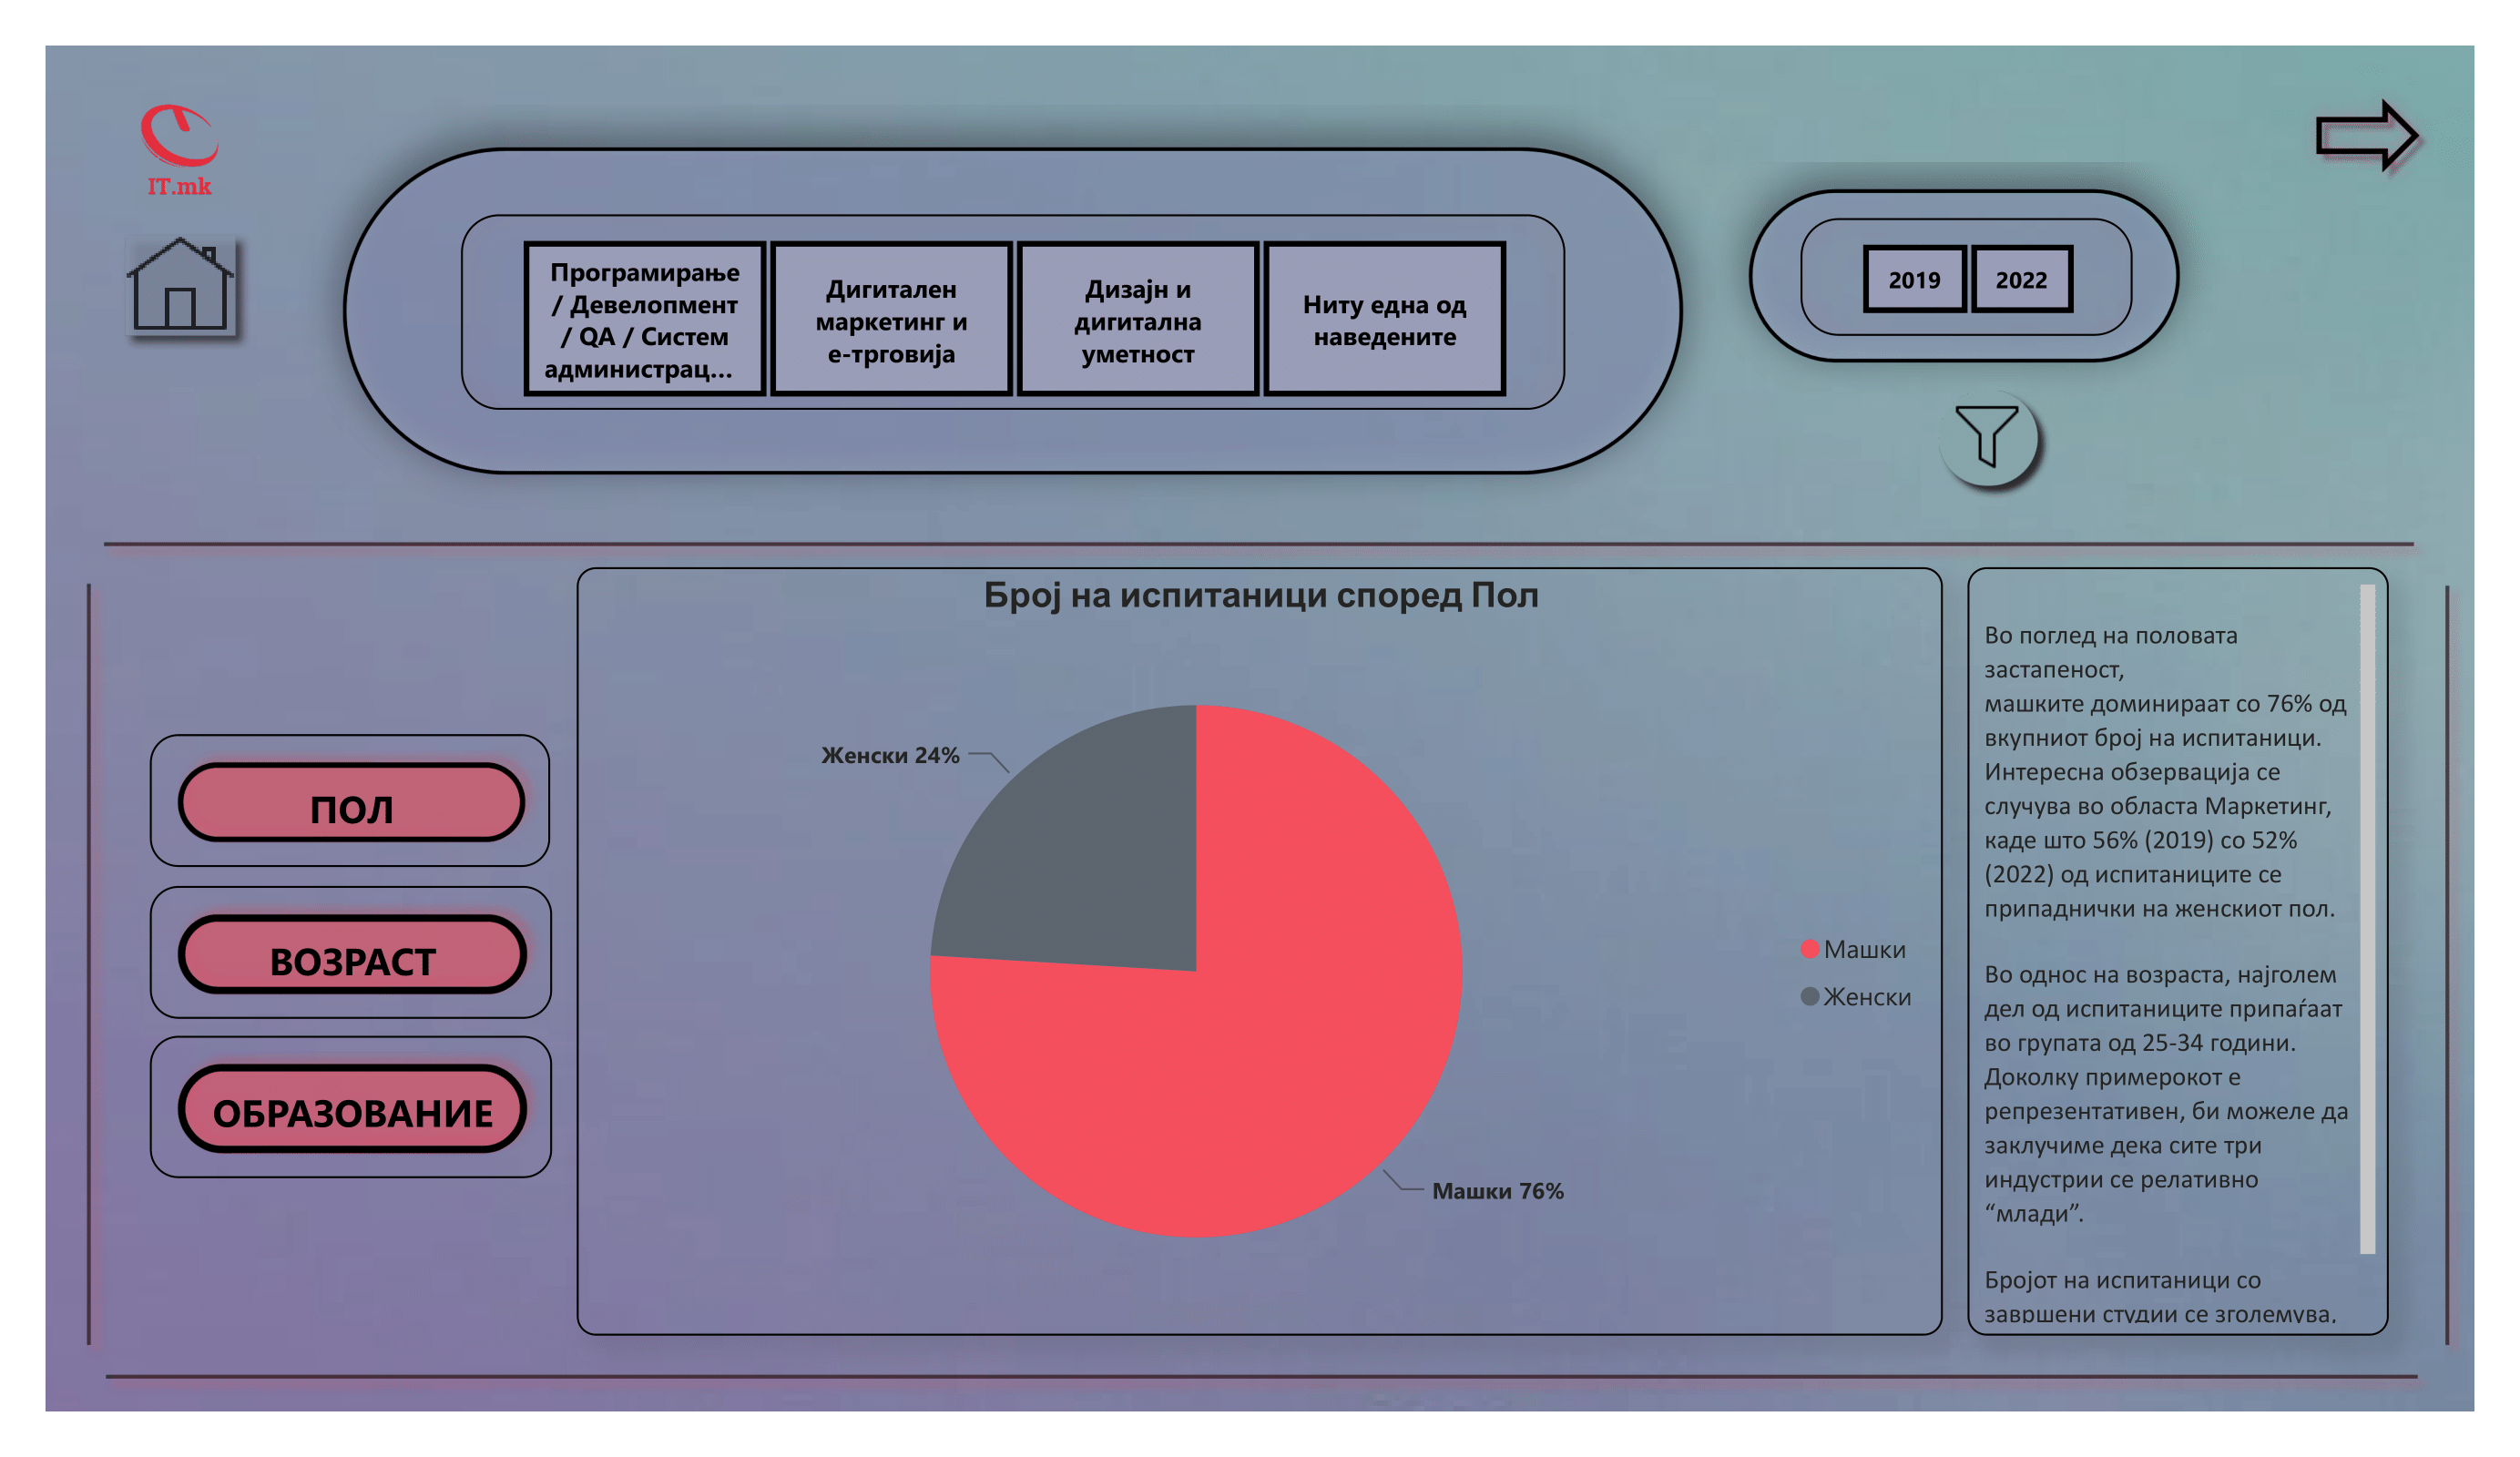 IT.mk
Програмирање
/ Девелопмент
/ QA / Систем
администрац...
Дигитален
маркетинг и
е-трговија
Дизајн и
дигитална
уметност
Ниту една од
наведените
2019
2022
ПОЛ
ВОЗРАСТ
ОБРАЗОВАНИЕ
Број на испитаници според Пол
Женски 24%
Машки 76%
Машки
Женски
Во поглед на половата
застапеност,
машките доминираат со 76% од
вкупниот број на испитаници.
Интересна обзервација се
случува во областа Маркетинг,
каде што 56% (2019) со 52%
(2022) од испитаниците се
припаднички на женскиот пол.
Во однос на возраста, најголем
дел од испитаниците припаѓаат
во групата од 25-34 години.
Доколку примерокот е
репрезентативен, би можеле да
заклучиме дека сите три
индустрии се релативно
“млади”.
Бројот на испитаници со
завршени студии се зголемува,